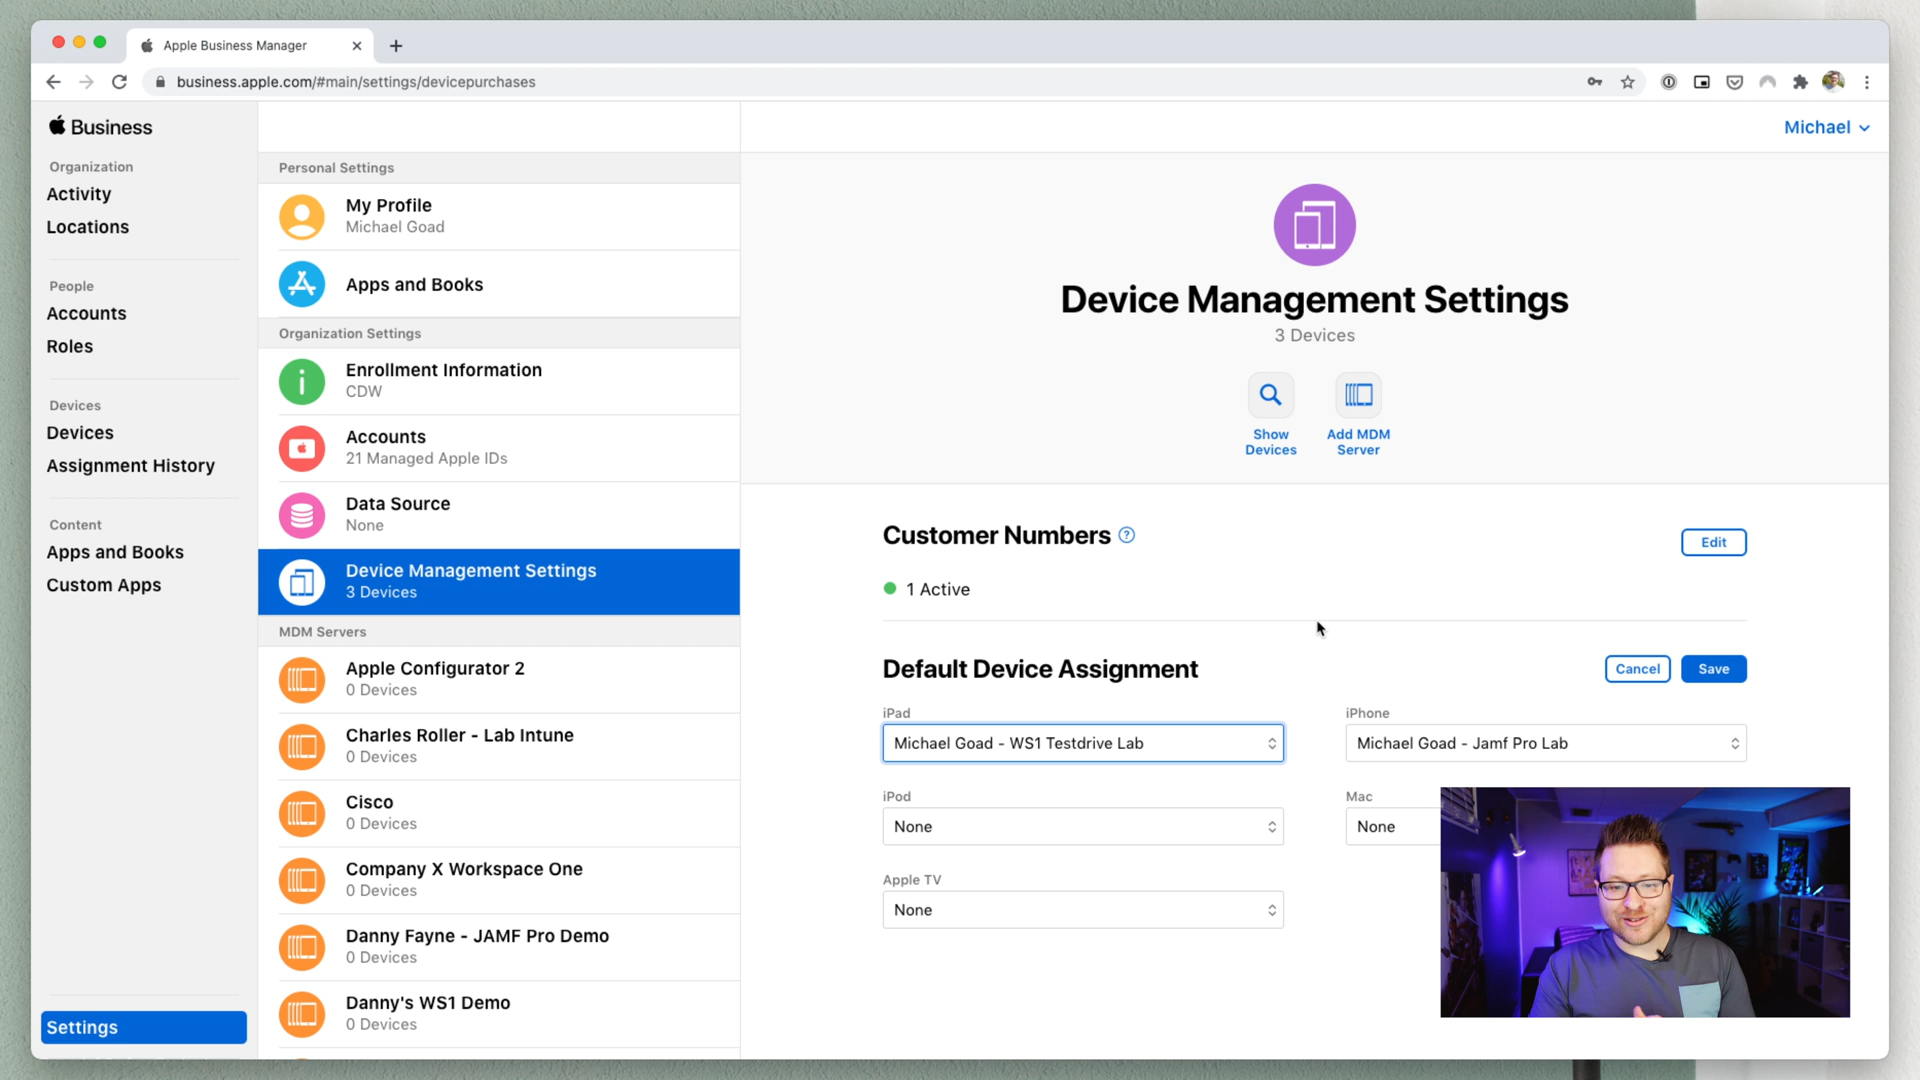 Apple Business Manager
business.apple.com/#main/settings/devicepurchases
Business
Michael
Organization
Activity
Locations
People
Accounts
Roles
Devices
Devices
Assignment History
Content
Apps and Books
Custom Apps
Settings
Personal Settings
My Profile
Michael Goad
Apps and Books
Organization Settings
Enrollment Information
CDW
Accounts
21 Managed Apple IDs
Data Source
None
Device Management Settings
3 Devices
MDM Servers
Apple Configurator 2
0 Devices
Charles Roller - Lab Intune
0 Devices
Cisco
0 Devices
Company X Workspace One
0 Devices
Danny Fayne - JAMF Pro Demo
0 Devices
Danny's WS1 Demo
0 Devices
Device Management Settings
3 Devices
Show
Devices
Add MDM
Server
Customer Numbers ?
Edit
1 Active
Default Device Assignment
Cancel
Save
iPad
Michael Goad - WS1 Testdrive Lab
iPhone
Michael Goad - Jamf Pro Lab
iPod
None
Mac
None
Apple TV
None